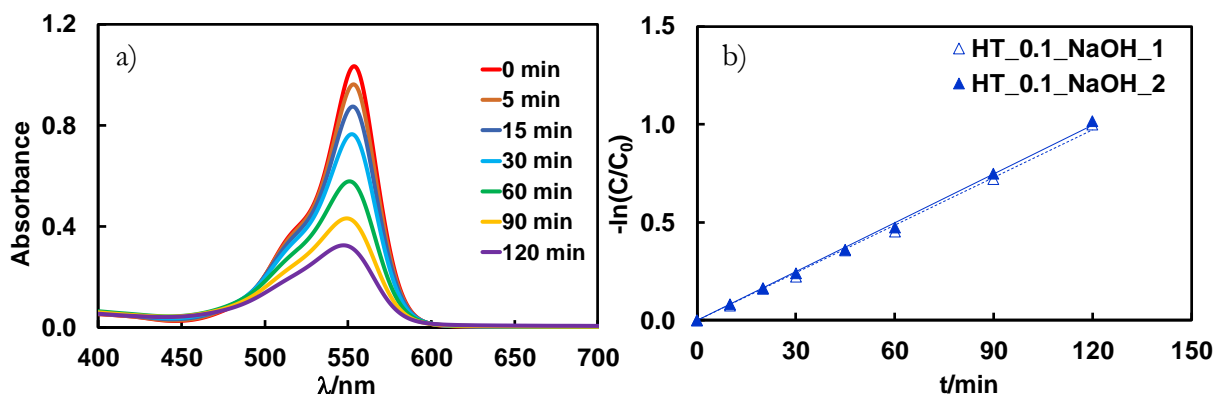 a)
1.2
0.8
0.4
0.0
Absorbance
400 450 500 550 600 650 700
λ/nm
0 min
5 min
15 min
30 min
60 min
90 min
120 min
b)
1.5
1.0
0.5
0.0
-ln(C/C₀)
0 30 60 90 120 150
t/min
HT_0.1_NaOH_1
HT_0.1_NaOH_2